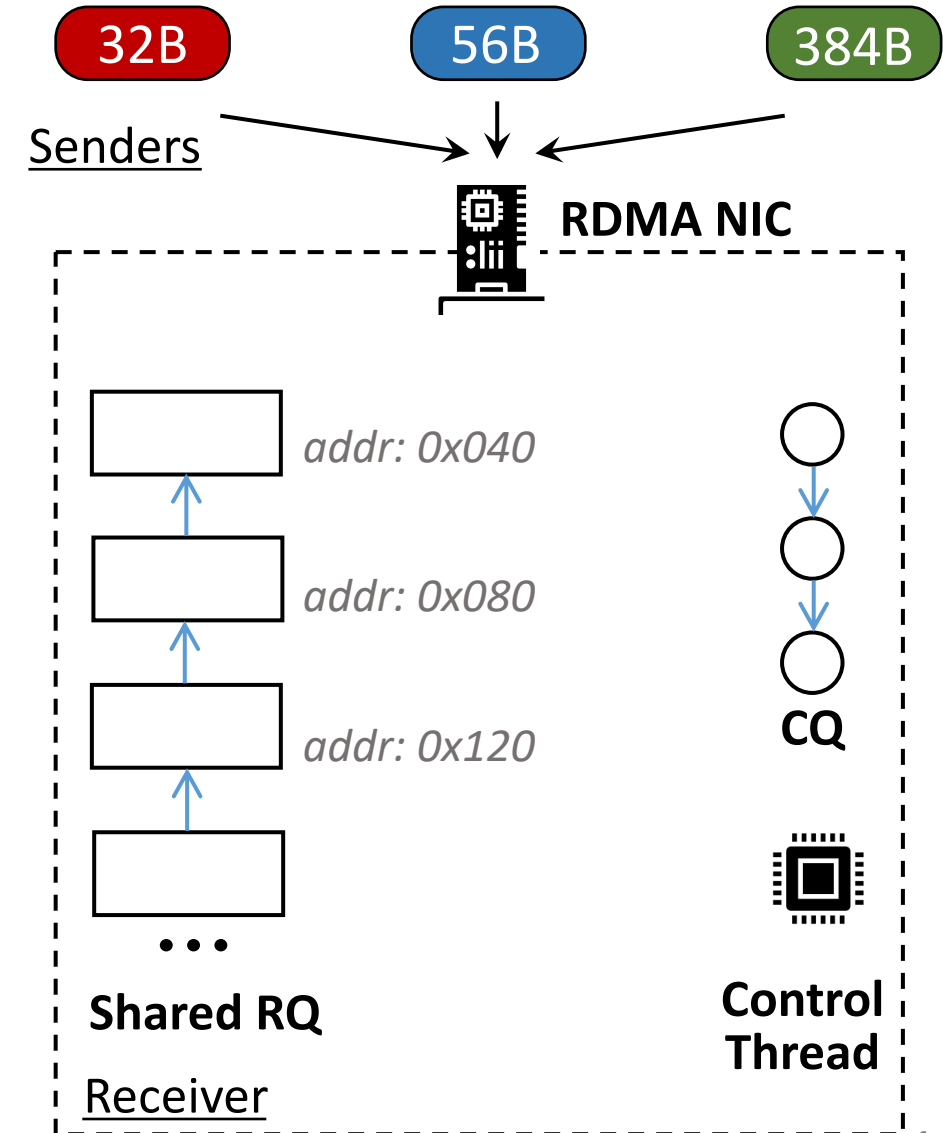 32B
56B
384B
Senders
RDMA NIC
addr: 0x040
addr: 0x080
addr: 0x120
CQ
...
Shared RQ
Control
Thread
Receiver